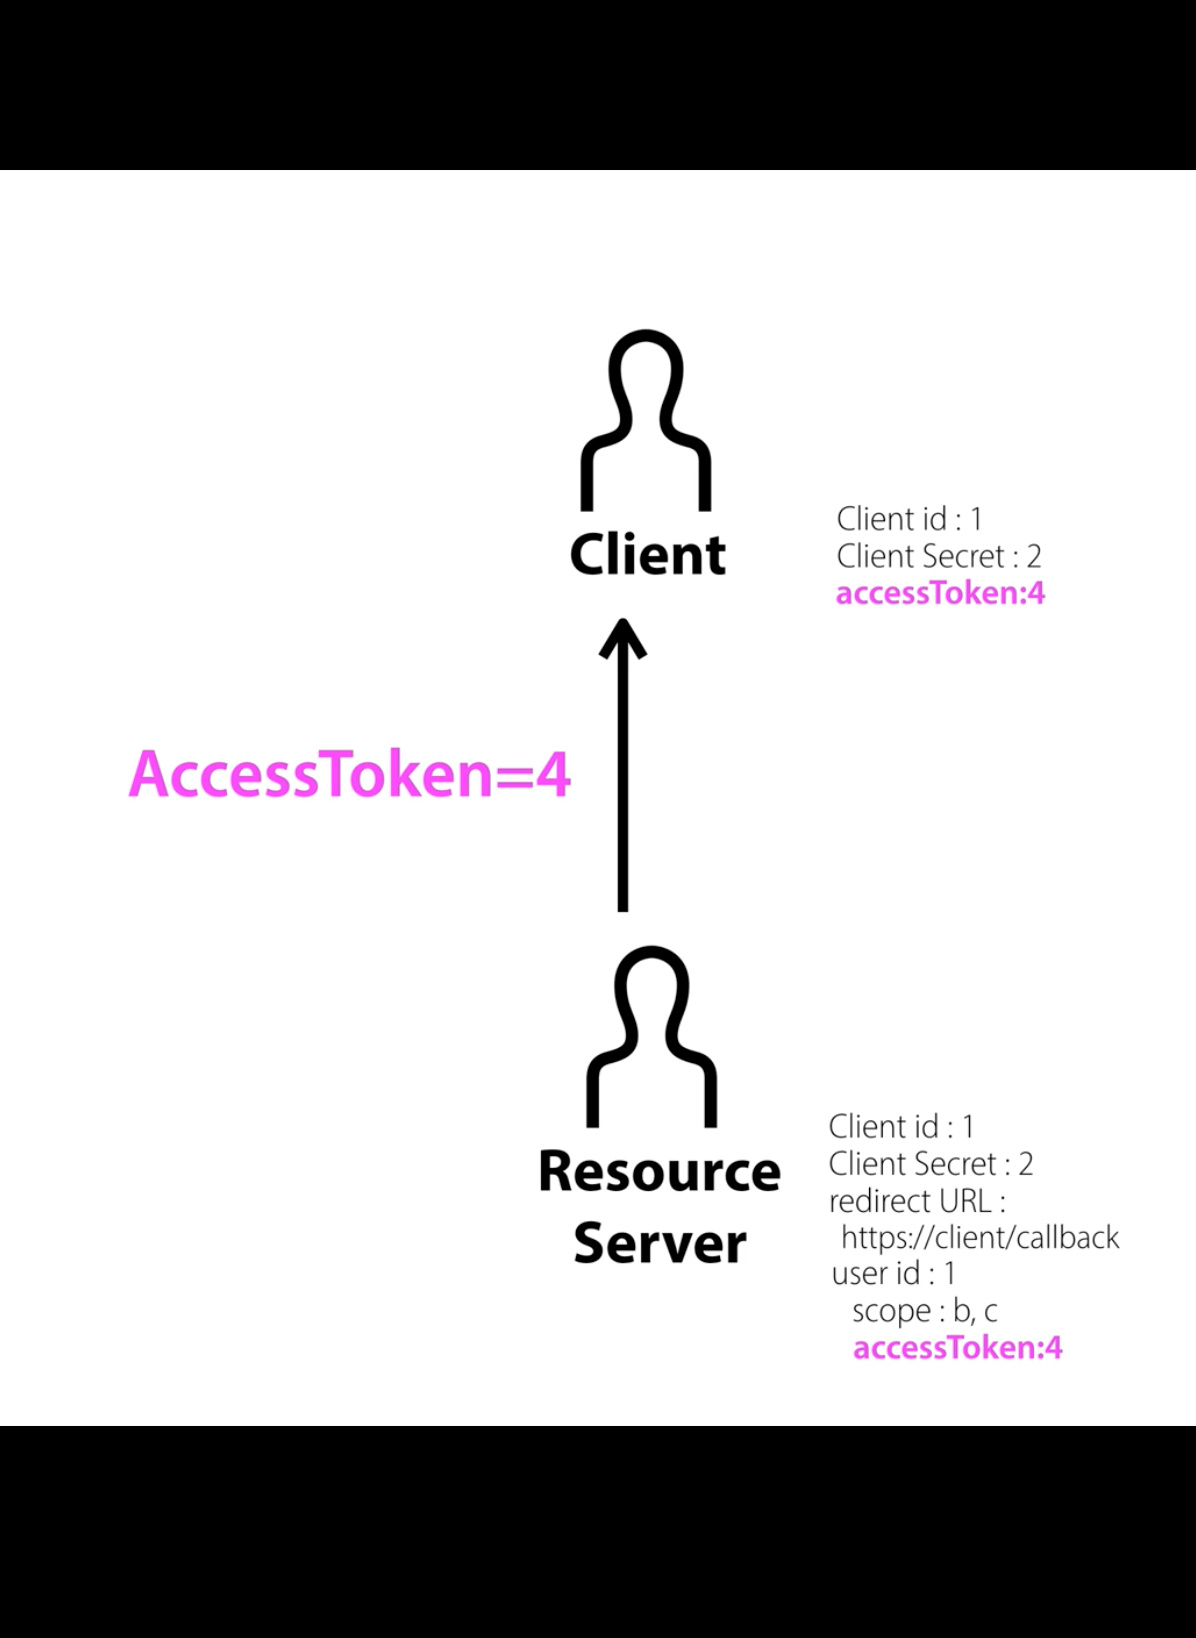 Client
Client id : 1
Client Secret : 2
accessToken:4
AccessToken=4
Resource
Server
Client id : 1
Client Secret : 2
redirect URL :
https://client/callback
user id : 1
scope : b, c
accessToken:4